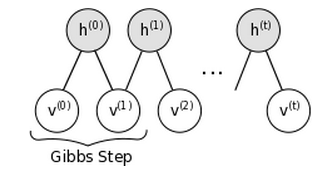 h(0) h(1) h(t)
...
v(0) v(1) v(2) v(t)
Gibbs Step